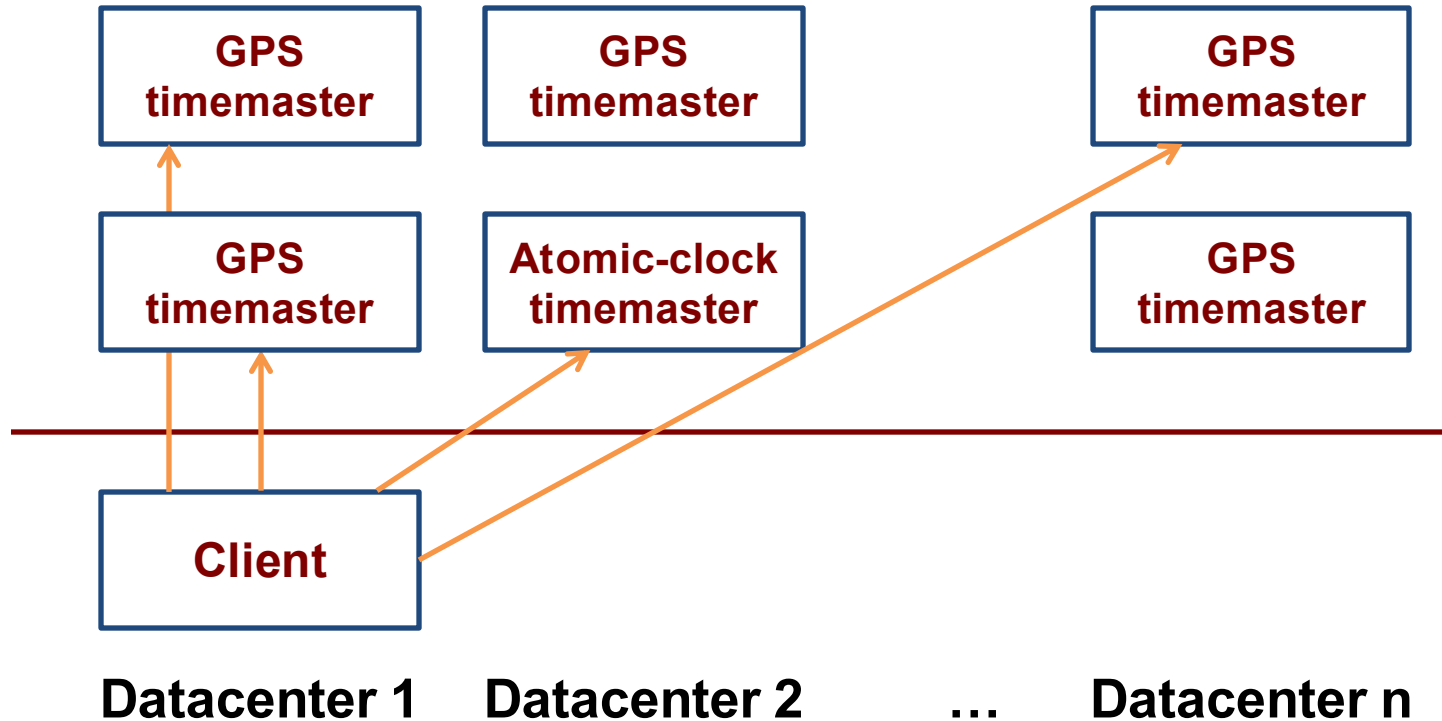 GPS
timemaster
GPS
timemaster
GPS
timemaster
GPS
timemaster
Atomic-clock
timemaster
GPS
timemaster
Client
Datacenter 1
Datacenter 2
...
Datacenter n